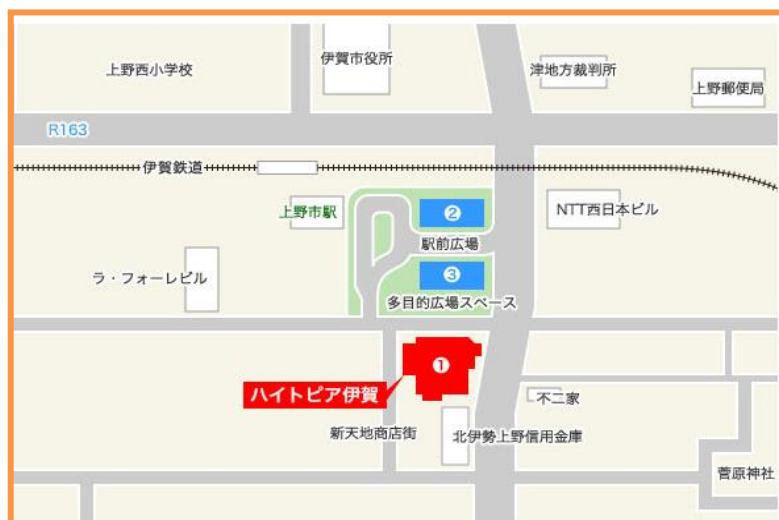 伊賀市役所
上野西小学校
津地方裁判所
上野郵便局
R163
伊賀鉄道
上野市駅
❷
NTT西日本ビル
駅前広場
❸
ラ・フォーレビル
多目的広場スペース
❶
ハイトピア伊賀
不二家
新天地商店街
北伊勢上野信用金庫
菅原神社